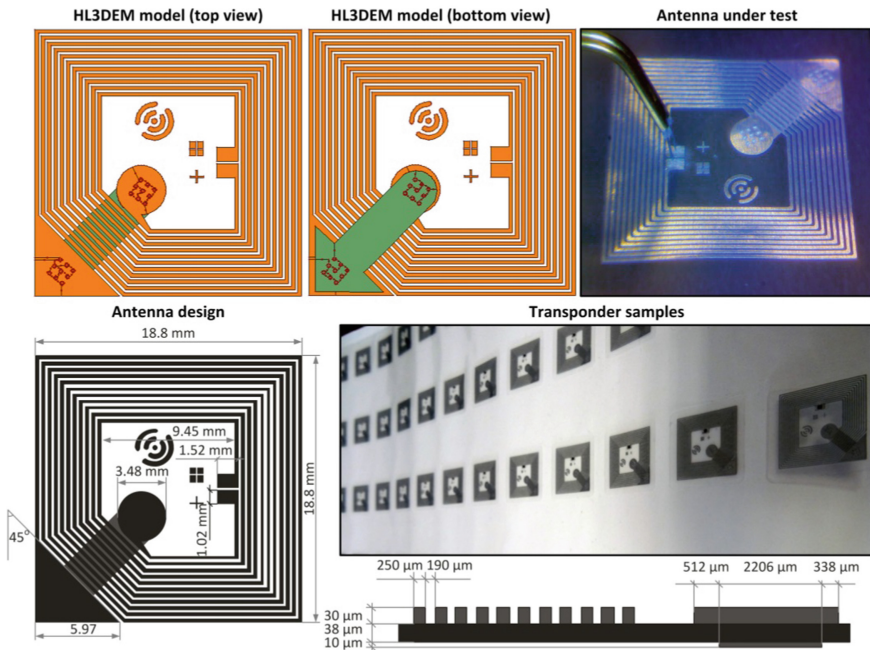 HL3DEM model (top view)
HL3DEM model (bottom view)
Antenna under test
Antenna design
Transponder samples
18.8 mm
9.45 mm
1.52 mm
3.48 mm
1.02 mm
18.8 mm
45°
5.97
250 µm
190 µm
512 µm
2206 µm
338 µm
30 µm
38 µm
10 µm